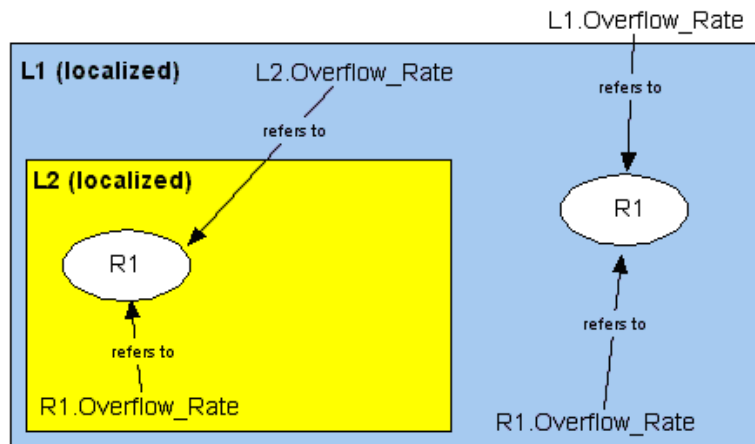 L1.Overflow_Rate
L1 (localized)
L2.Overflow_Rate
refers to
refers to
L2 (localized)
R1
R1
refers to
refers to
R1.Overflow_Rate
R1.Overflow_Rate